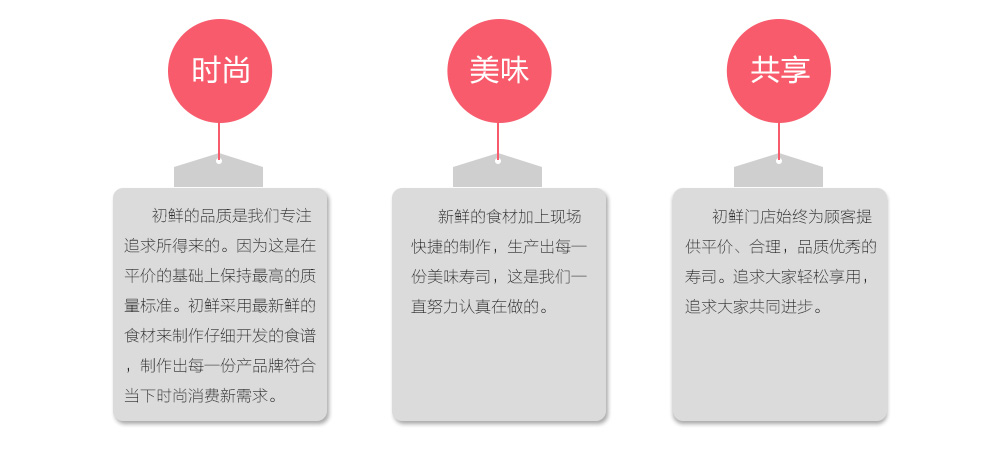 时尚
初鲜的品质是我们专注
追求所得来的。因为这是在
平价的基础上保持最高的质
量标准。初鲜采用最新鲜的
食材来制作仔细开发的食谱
，制作出每一份产品牌符合
当下时尚消费新需求。
美味
新鲜的食材加上现场
快捷的制作，生产出每一
份美味寿司，这是我们一
直努力认真在做的。
共享
初鲜门店始终为顾客提
供平价、合理，品质优秀的
寿司。追求大家轻松享用，
追求大家共同进步。